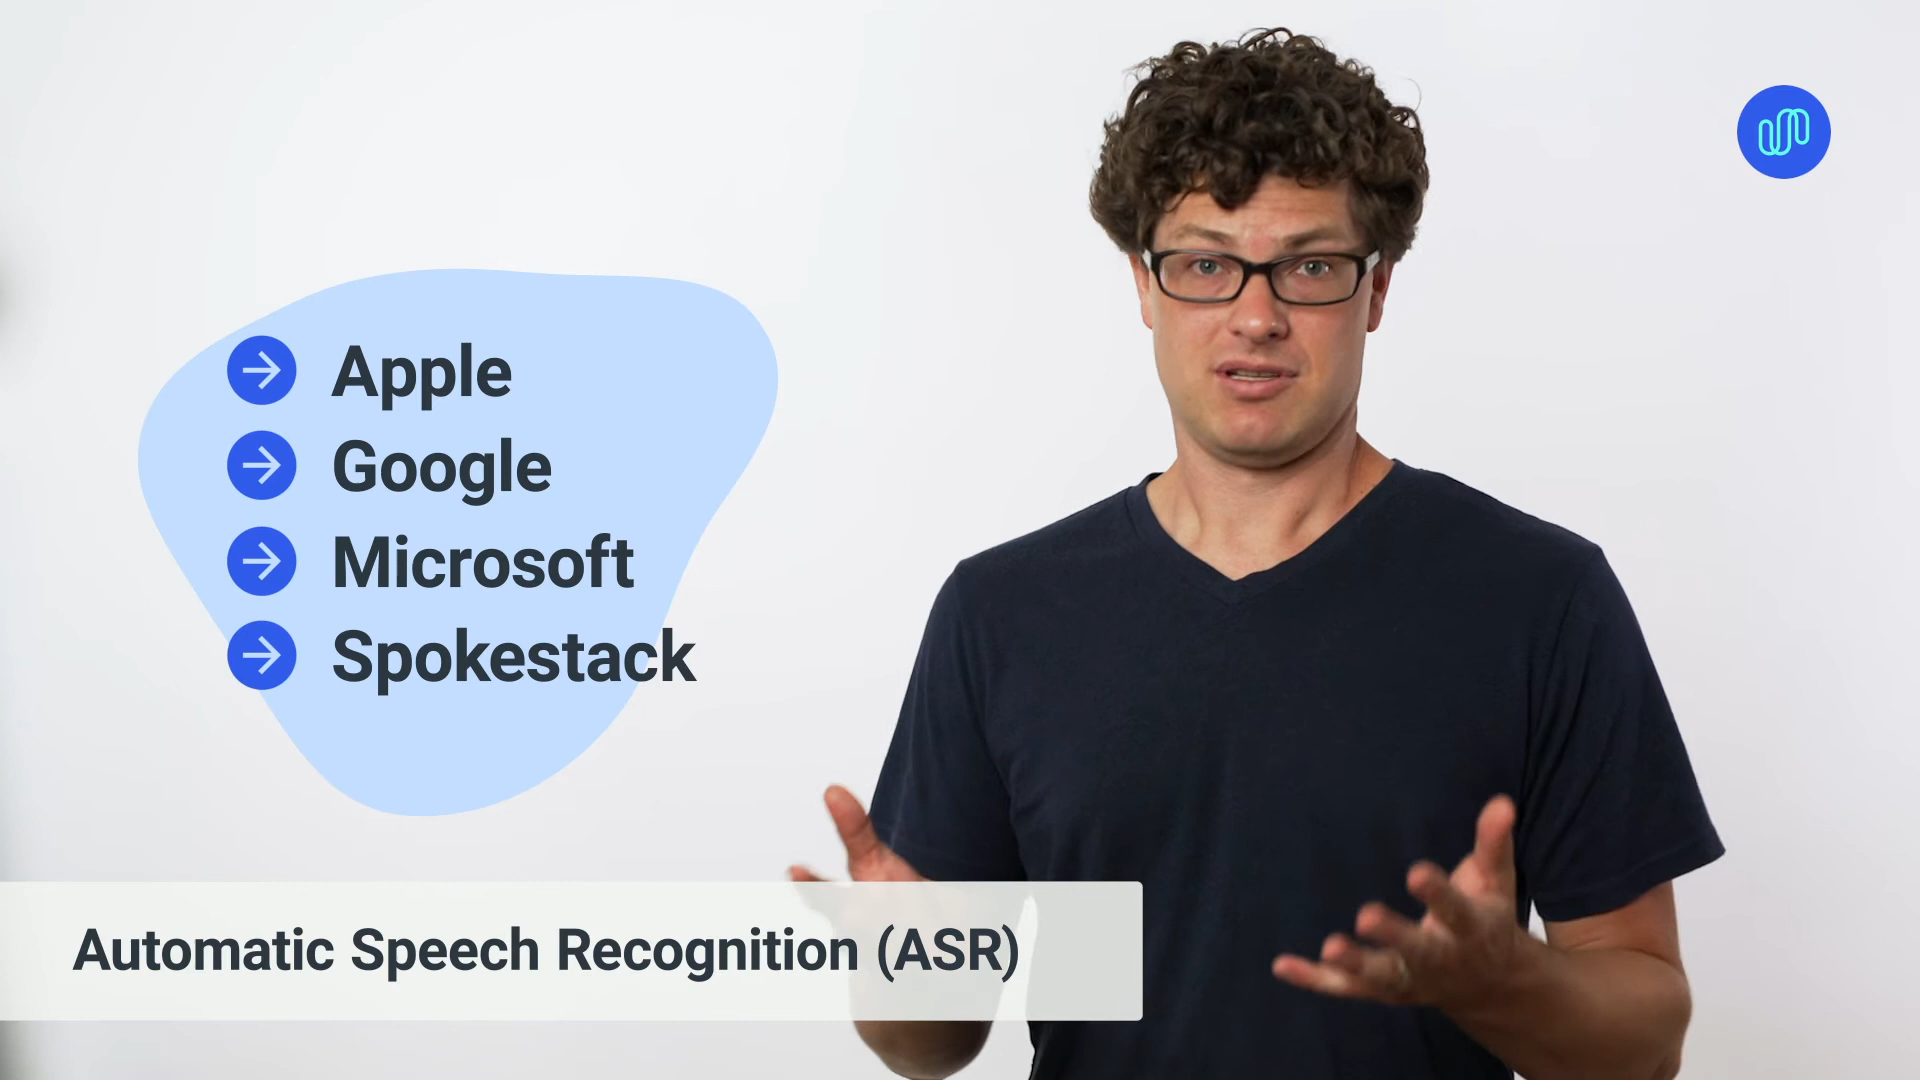 Apple
Google
Microsoft
Spokestack
Automatic Speech Recognition (ASR)